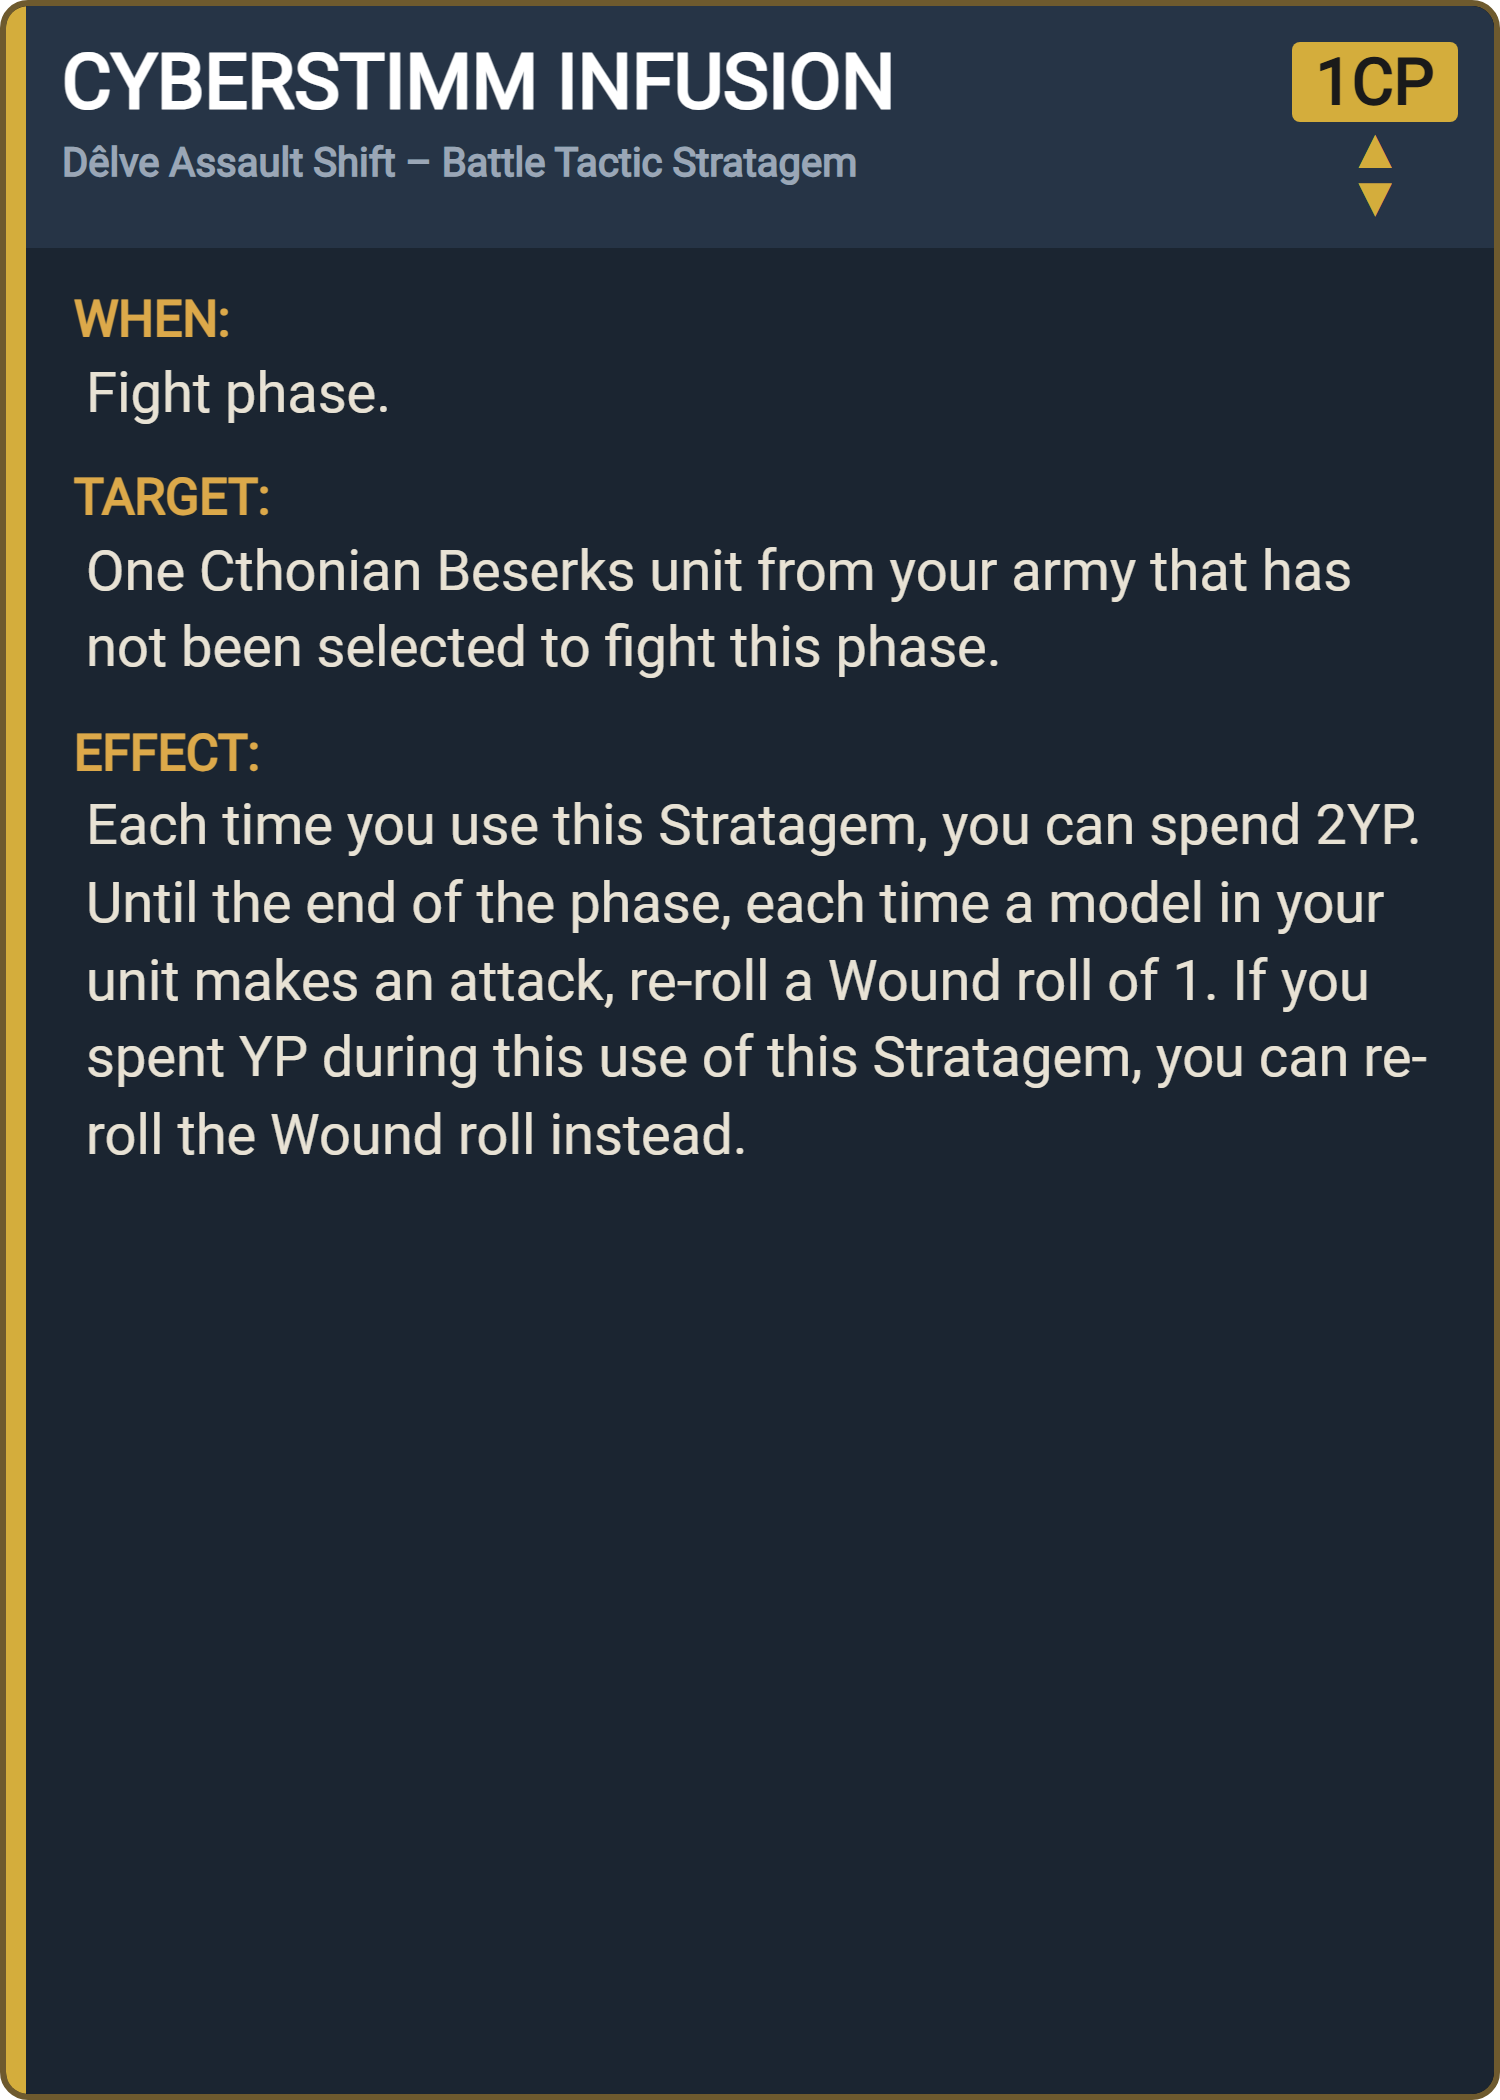 CYBERSTIMM INFUSION
1CP
Dêlve Assault Shift – Battle Tactic Stratagem
WHEN:
Fight phase.
TARGET:
One Cthonian Beserks unit from your army that has
not been selected to fight this phase.
EFFECT:
Each time you use this Stratagem, you can spend 2YP.
Until the end of the phase, each time a model in your
unit makes an attack, re-roll a Wound roll of 1. If you
spent YP during this use of this Stratagem, you can re-
roll the Wound roll instead.